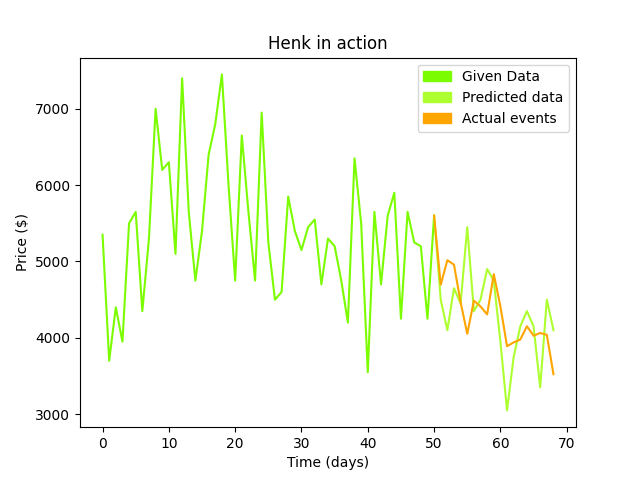 Henk in action
Given Data
Predicted data
Actual events
Price ($)
7000
6000
5000
4000
3000
0 10 20 30 40 50 60 70
Time (days)